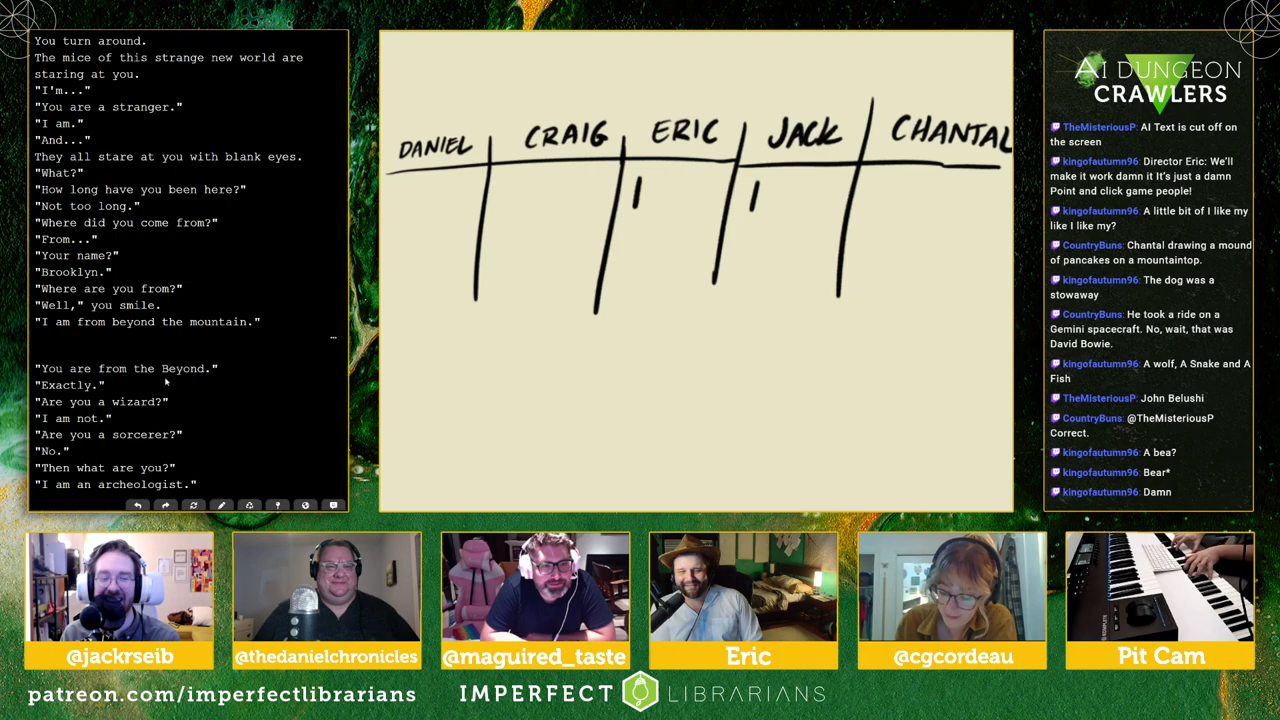 You turn around.
The mice of this strange new world are
staring at you.
"I'm..."
"You are a stranger."
"I am."
"And..."
They all stare at you with blank eyes.
"What?"
"How long have you been here?"
"Not too long."
"Where did you come from?"
"From..."
"Your name?"
"Brooklyn."
"Where are you from?"
"Well," you smile.
"I am from beyond the mountain."
…
"You are from the Beyond."
"Exactly."
"Are you a wizard?"
"I am not."
"Are you a sorcerer?"
"No."
"Then what are you?"
"I am an archeologist."
DANIEL CRAIG ERIC JACK CHANTAL
AI DUNGEON
CRAWLERS
TheMisteriousP: AI Text is cut off on
the screen
kingofautumn96: Director Eric: We'll
make it work damn it It's just a damn
Point and click game people!
kingofautumn96: A little bit of I like my
like I like my?
CountryBuns: Chantal drawing a mound
of pancakes on a mountaintop.
kingofautumn96: The dog was a
stowaway
CountryBuns: He took a ride on a
Gemini spacecraft. No, wait, that was
David Bowie.
kingofautumn96: A wolf, A Snake and A
Fish
TheMisteriousP: John Belushi
CountryBuns: @TheMisteriousP
Correct.
kingofautumn96: A bea?
kingofautumn96: Bear*
kingofautumn96: Damn
@jackrseib
@thedanielchronicles
@maguired_taste
Eric
@cgcordeau
Pit Cam
patreon.com/imperfectlibrarians
IMPERFECT LIBRARIANS